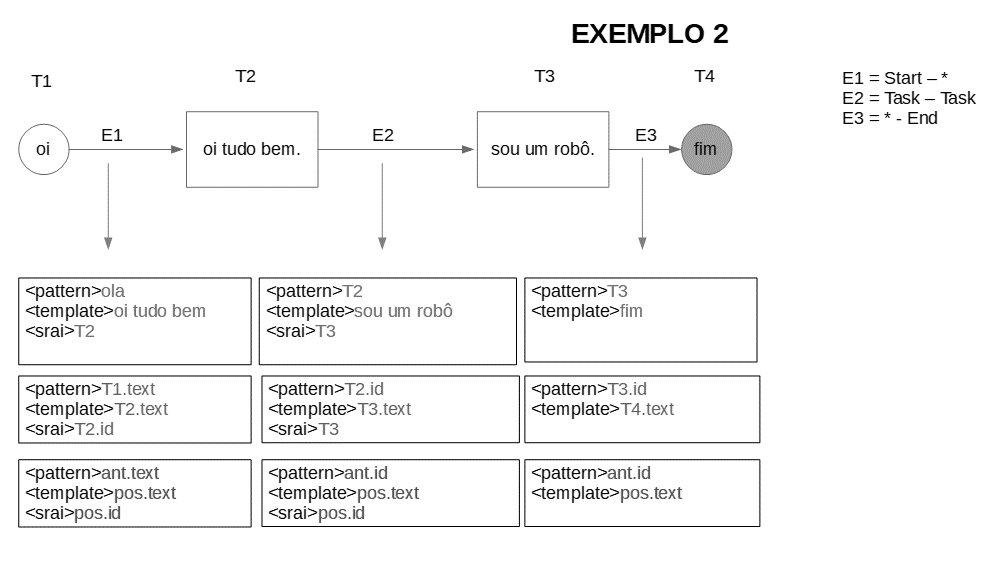 EXEMPLO 2
T1
T2
T3
T4
E1 = Start – *
E2 = Task – Task
E3 = * - End
oi
E1
oi tudo bem.
E2
sou um robô.
E3
fim
<pattern>ola
<template>oi tudo bem
<srai>T2
<pattern>T2
<template>sou um robô
<srai>T3
<pattern>T3
<template>fim
<pattern>T1.text
<template>T2.text
<srai>T2.id
<pattern>T2.id
<template>T3.text
<srai>T3
<pattern>T3.id
<template>T4.text
<pattern>ant.text
<template>pos.text
<srai>pos.id
<pattern>ant.id
<template>pos.text
<srai>pos.id
<pattern>ant.id
<template>pos.text